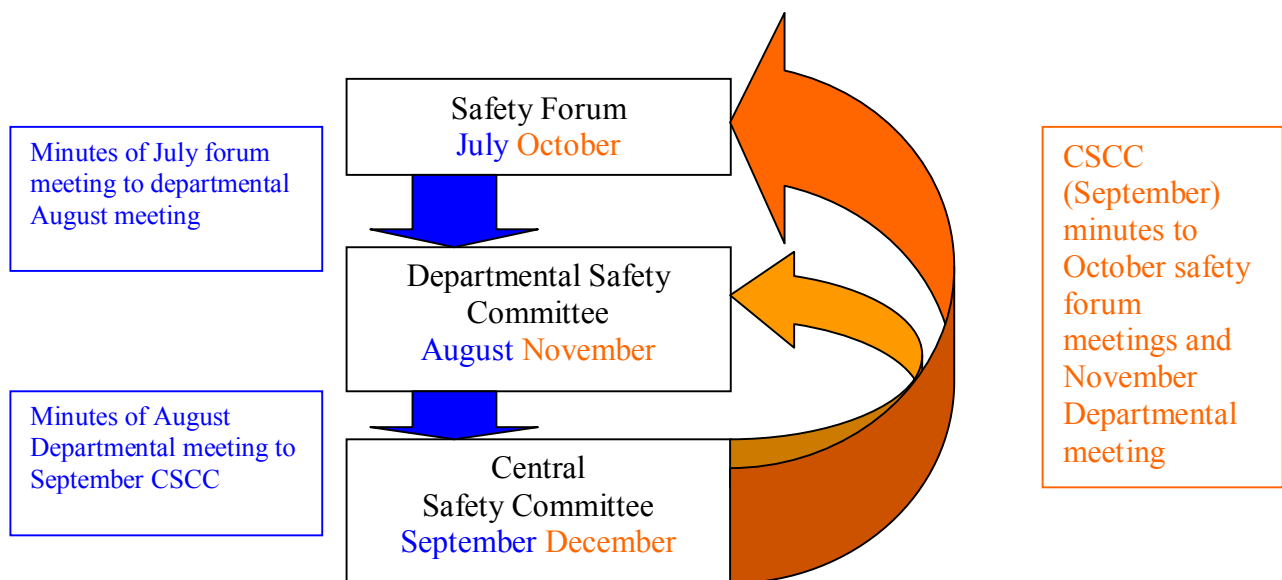 Safety Forum
July October
Minutes of July forum
meeting to departmental
August meeting
Departmental Safety
Committee
August November
Minutes of August
Departmental meeting to
September CSCC
Central
Safety Committee
September December
CSCC
(September)
minutes to
October safety
forum
meetings and
November
Departmental
meeting